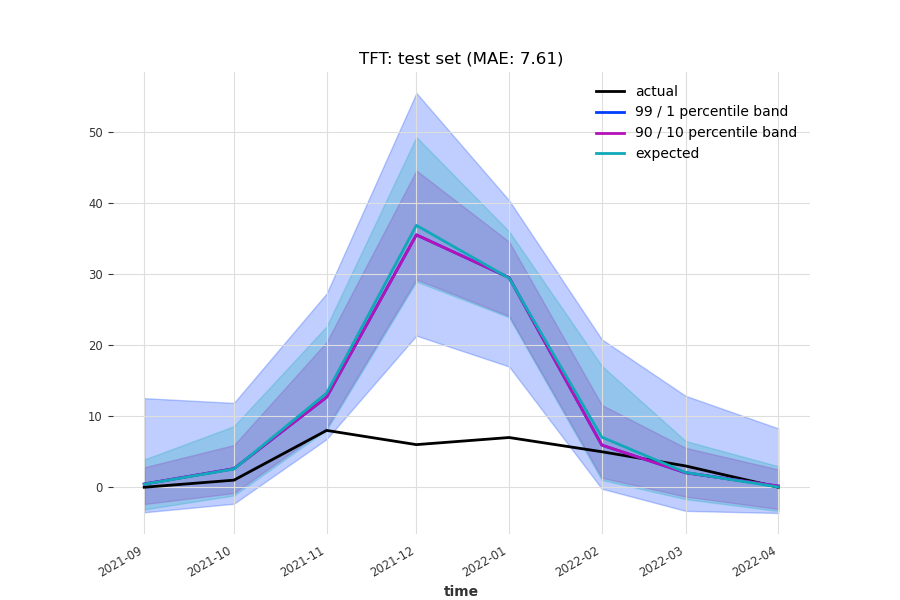 TFT: test set (MAE: 7.61)
actual
99 / 1 percentile band
90 / 10 percentile band
expected
50
40
30
20
10
0
2021-09
2021-10
2021-11
2021-12
2022-01
2022-02
2022-03
2022-04
time